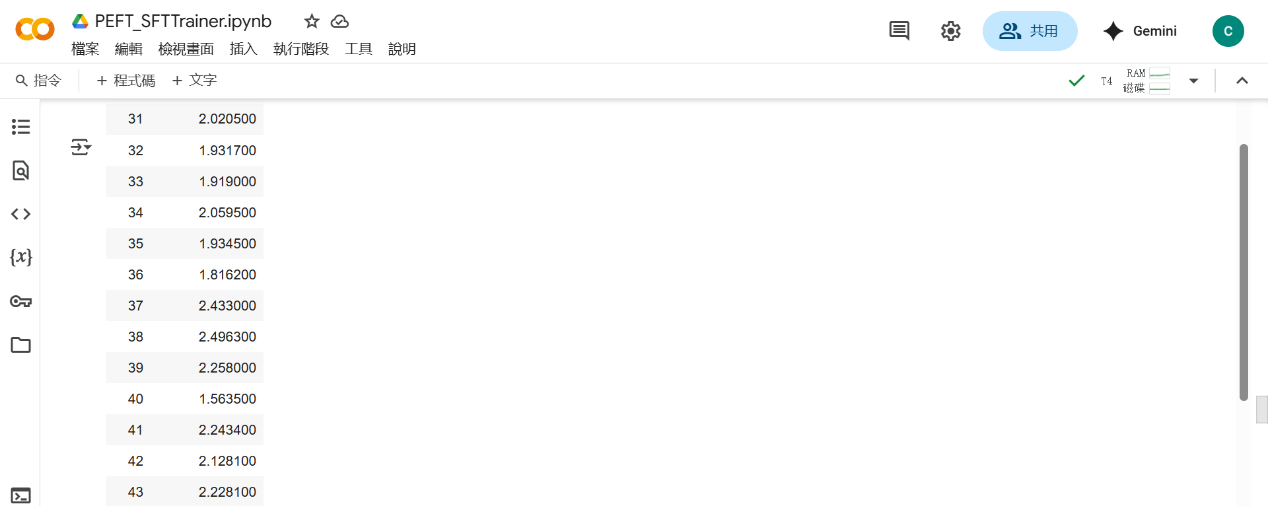 PEFT_SFTTrainer.ipynb
檔案 編輯 檢視畫面 插入 執行階段 工具 說明
共用
Gemini
C
指令
+ 程式碼 + 文字
T4
RAM
磁碟
31 2.020500
32 1.931700
33 1.919000
34 2.059500
35 1.934500
36 1.816200
37 2.433000
38 2.496300
39 2.258000
40 1.563500
41 2.243400
42 2.128100
43 2.228100
{x}